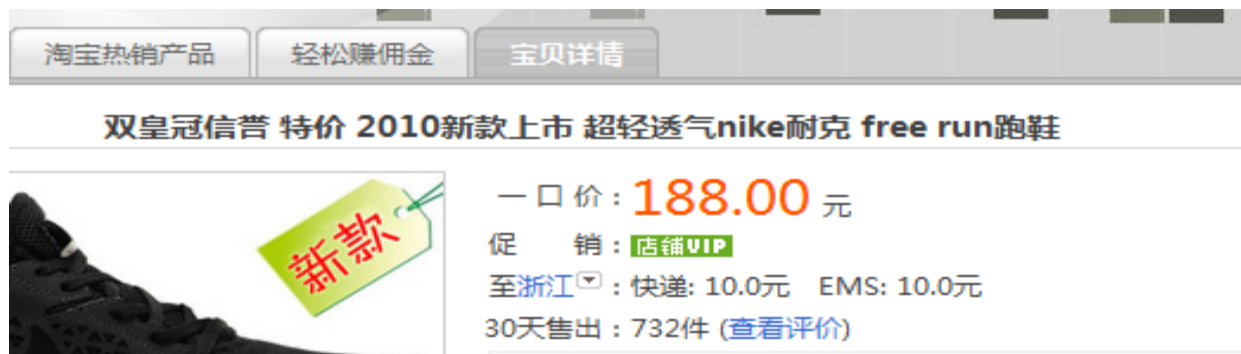 淘宝热销产品 轻松赚佣金 宝贝详情
双皇冠信誉 特价 2010新款上市 超轻透气nike耐克 free run跑鞋
新款
一口价：188.00 元
促 销：店铺VIP
至浙江：快递: 10.0元 EMS: 10.0元
30天售出：732件 (查看评价)